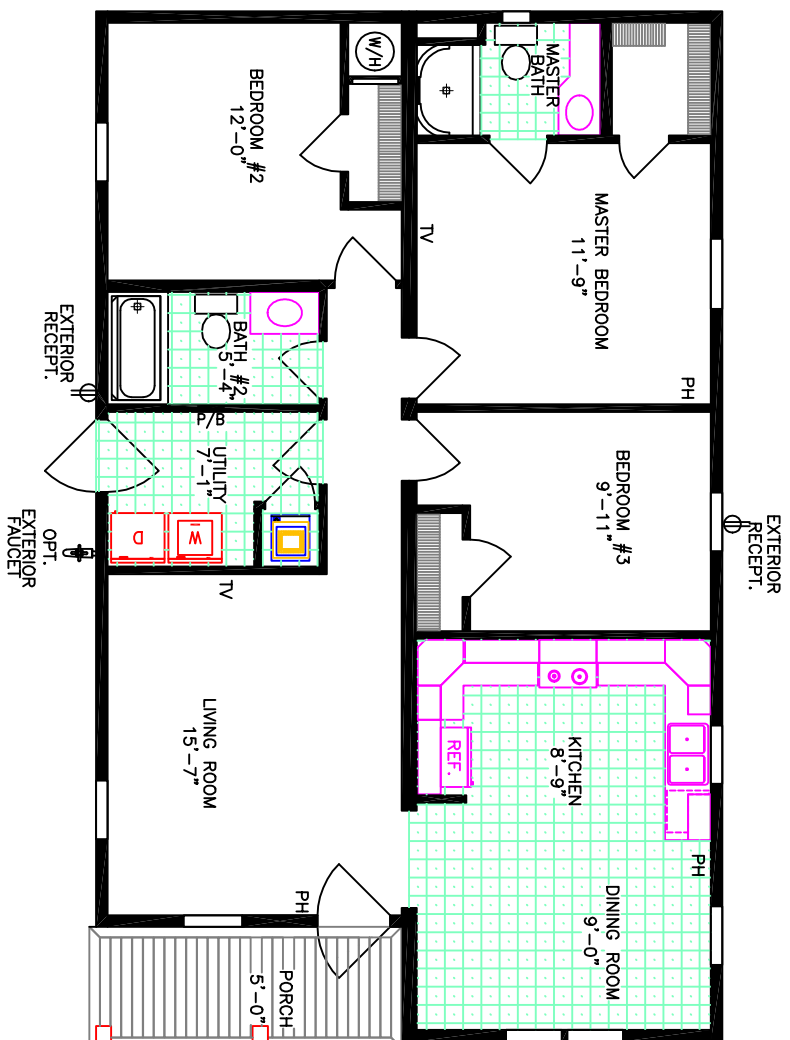 W/H
BEDROOM #2
12'-0"
MASTER
BATH
MASTER BEDROOM
11'-9"
TV
PH
EXTERIOR
RECEPT.
BATH #2
5'-4"
P/B
UTILITY
7'-1"
D
W
OPT.
EXTERIOR
FAUCET
BEDROOM #3
9'-11"
EXTERIOR
RECEPT.
TV
LIVING ROOM
15'-7"
PH
REF.
KITCHEN
8'-9"
PH
DINING ROOM
9'-0"
PORCH
5'-0"